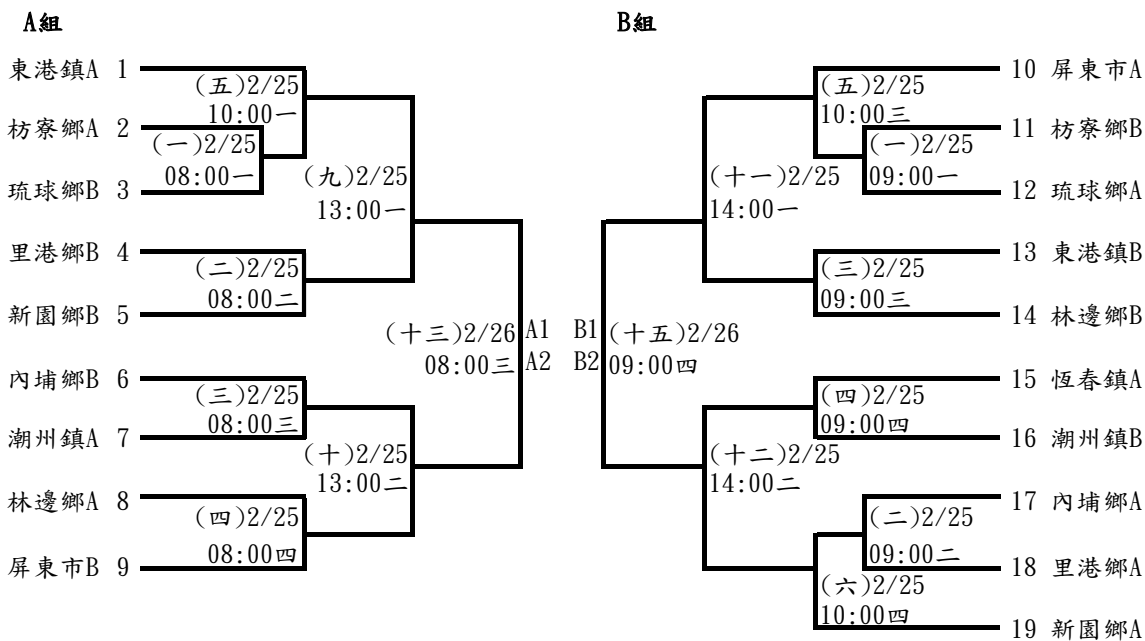 A組
東港鎮A 1
(五)2/25
10:00一
枋寮鄉A 2
(一)2/25
08:00一
琉球鄉B 3
(九)2/25
13:00一
里港鄉B 4
(二)2/25
08:00二
新園鄉B 5
(十三)2/26
08:00三
A1
A2
內埔鄉B 6
(三)2/25
08:00三
潮州鎮A 7
(十)2/25
13:00二
林邊鄉A 8
(四)2/25
08:00四
屏東市B 9
B組
10 屏東市A
(五)2/25
10:00三
11 枋寮鄉B
(一)2/25
09:00一
12 琉球鄉A
(十一)2/25
14:00一
13 東港鎮B
(三)2/25
09:00三
14 林邊鄉B
B1
B2
(十五)2/26
09:00四
15 恆春鎮A
(四)2/25
09:00四
16 潮州鎮B
(十二)2/25
14:00二
17 內埔鄉A
(二)2/25
09:00二
18 里港鄉A
(六)2/25
10:00四
19 新園鄉A